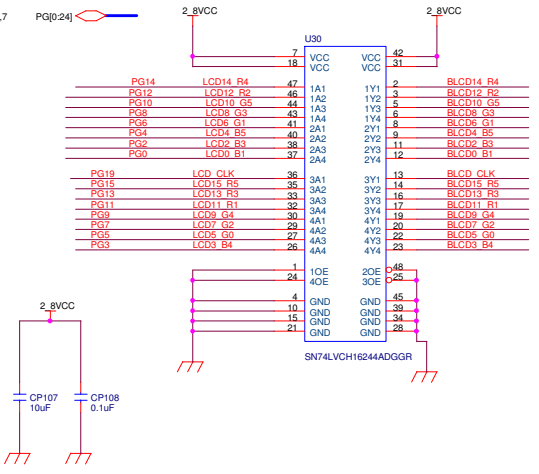 ,7
PG[0:24]
2_8VCC
2_8VCC
U30
7 VCC VCC 42
18 VCC VCC 31
PG14 LCD14_R4 47 1A1 1Y1 2 BLCD14_R4
PG12 LCD12_R2 46 1A2 1Y2 3 BLCD12_R2
PG10 LCD10_G5 44 1A3 1Y3 5 BLCD10_G5
PG8 LCD8_G3 43 1A4 1Y4 6 BLCD8_G3
PG6 LCD6_G1 41 2A1 2Y1 8 BLCD6_G1
PG4 LCD4_B5 40 2A2 2Y2 9 BLCD4_B5
PG2 LCD2_B3 38 2A3 2Y3 11 BLCD2_B3
PG0 LCD0_B1 37 2A4 2Y4 12 BLCD0_B1
PG19 LCD_CLK 36 3A1 3Y1 13 BLCD_CLK
PG15 LCD15_R5 35 3A2 3Y2 14 BLCD15_R5
PG13 LCD13_R3 33 3A3 3Y3 16 BLCD13_R3
PG11 LCD11_R1 32 3A4 3Y4 17 BLCD11_R1
PG9 LCD9_G4 30 4A1 4Y1 19 BLCD9_G4
PG7 LCD7_G2 29 4A2 4Y2 20 BLCD7_G2
PG5 LCD5_G0 27 4A3 4Y3 22 BLCD5_G0
PG3 LCD3_B4 26 4A4 4Y4 23 BLCD3_B4
1 1OE 2OE 48
24 4OE 3OE 25
4 GND GND 45
10 GND GND 39
15 GND GND 34
21 GND GND 28
SN74LVCH16244ADGGR
2_8VCC
CP107
10uF
CP108
0.1uF